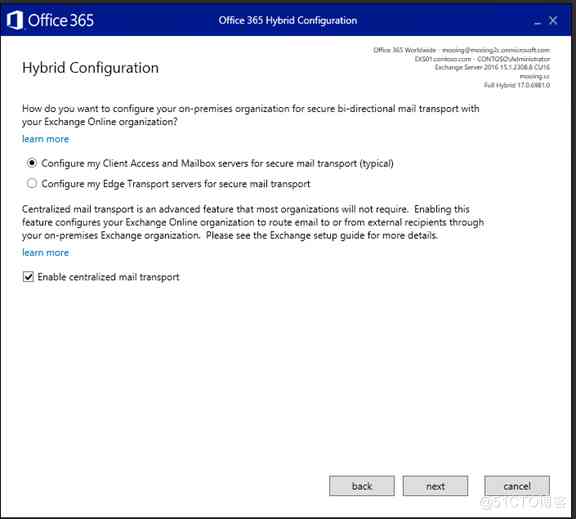 Office 365
Office 365 Hybrid Configuration
Office 365 Worldwide - mooing@mooing2c.onmicrosoft.com
EXS01.contoso.com - CONTOSO\Administrator
Exchange Server 2016 15.1.2308.8 CU16
mooing.cc
Full Hybrid 17.0.6981.0
Hybrid Configuration
How do you want to configure your on-premises organization for secure bi-directional mail transport with
your Exchange Online organization?
learn more
Configure my Client Access and Mailbox servers for secure mail transport (typical)
Configure my Edge Transport servers for secure mail transport
Centralized mail transport is an advanced feature that most organizations will not require. Enabling this
feature configures your Exchange Online organization to route email to or from external recipients through
your on-premises Exchange organization. Please see the Exchange setup guide for more details.
learn more
Enable centralized mail transport
back
next
cancel
@51CTO博客